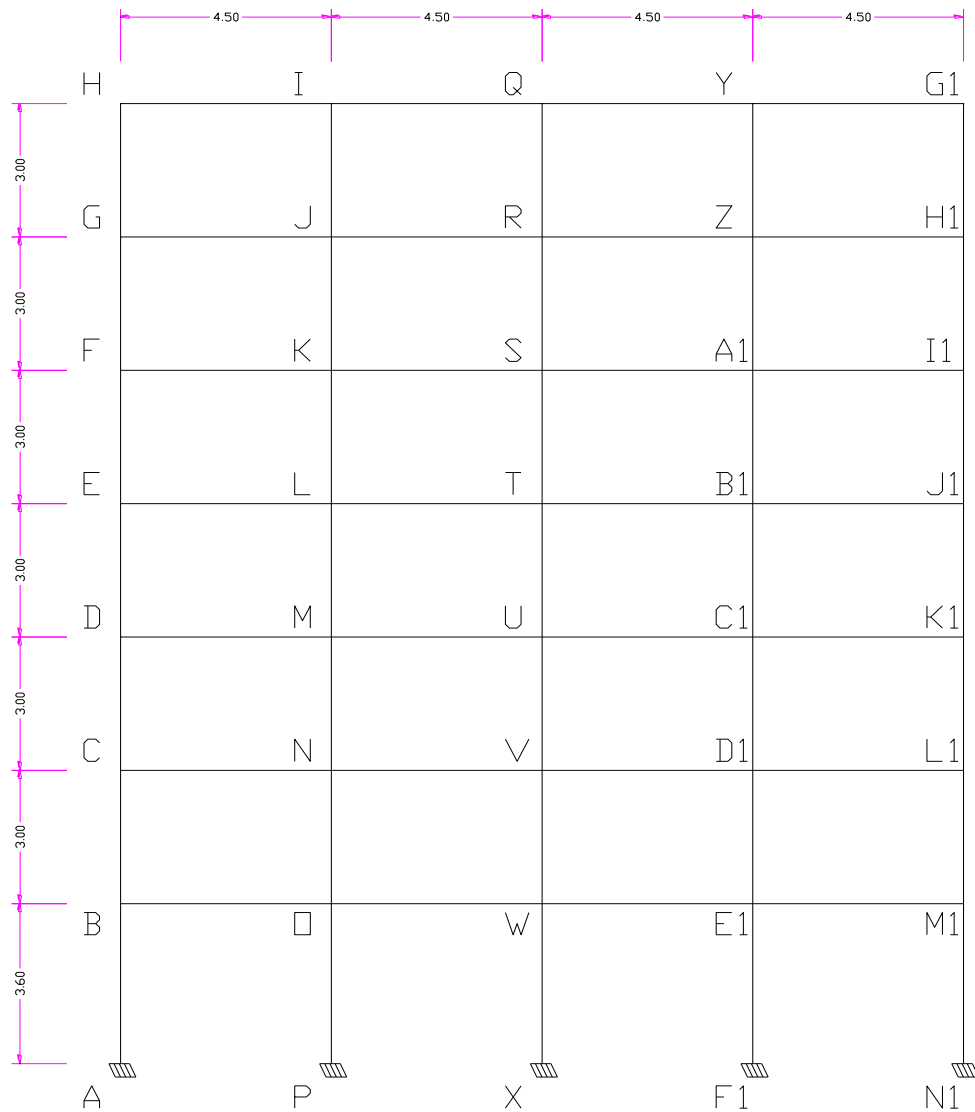 4.50 4.50 4.50 4.50
H I Q Y G1
3.00
G J R Z H1
3.00
F K S A1 I1
3.00
E L T B1 J1
3.00
D M U C1 K1
3.00
C N V D1 L1
3.00
B O W E1 M1
3.60
A P X F1 N1